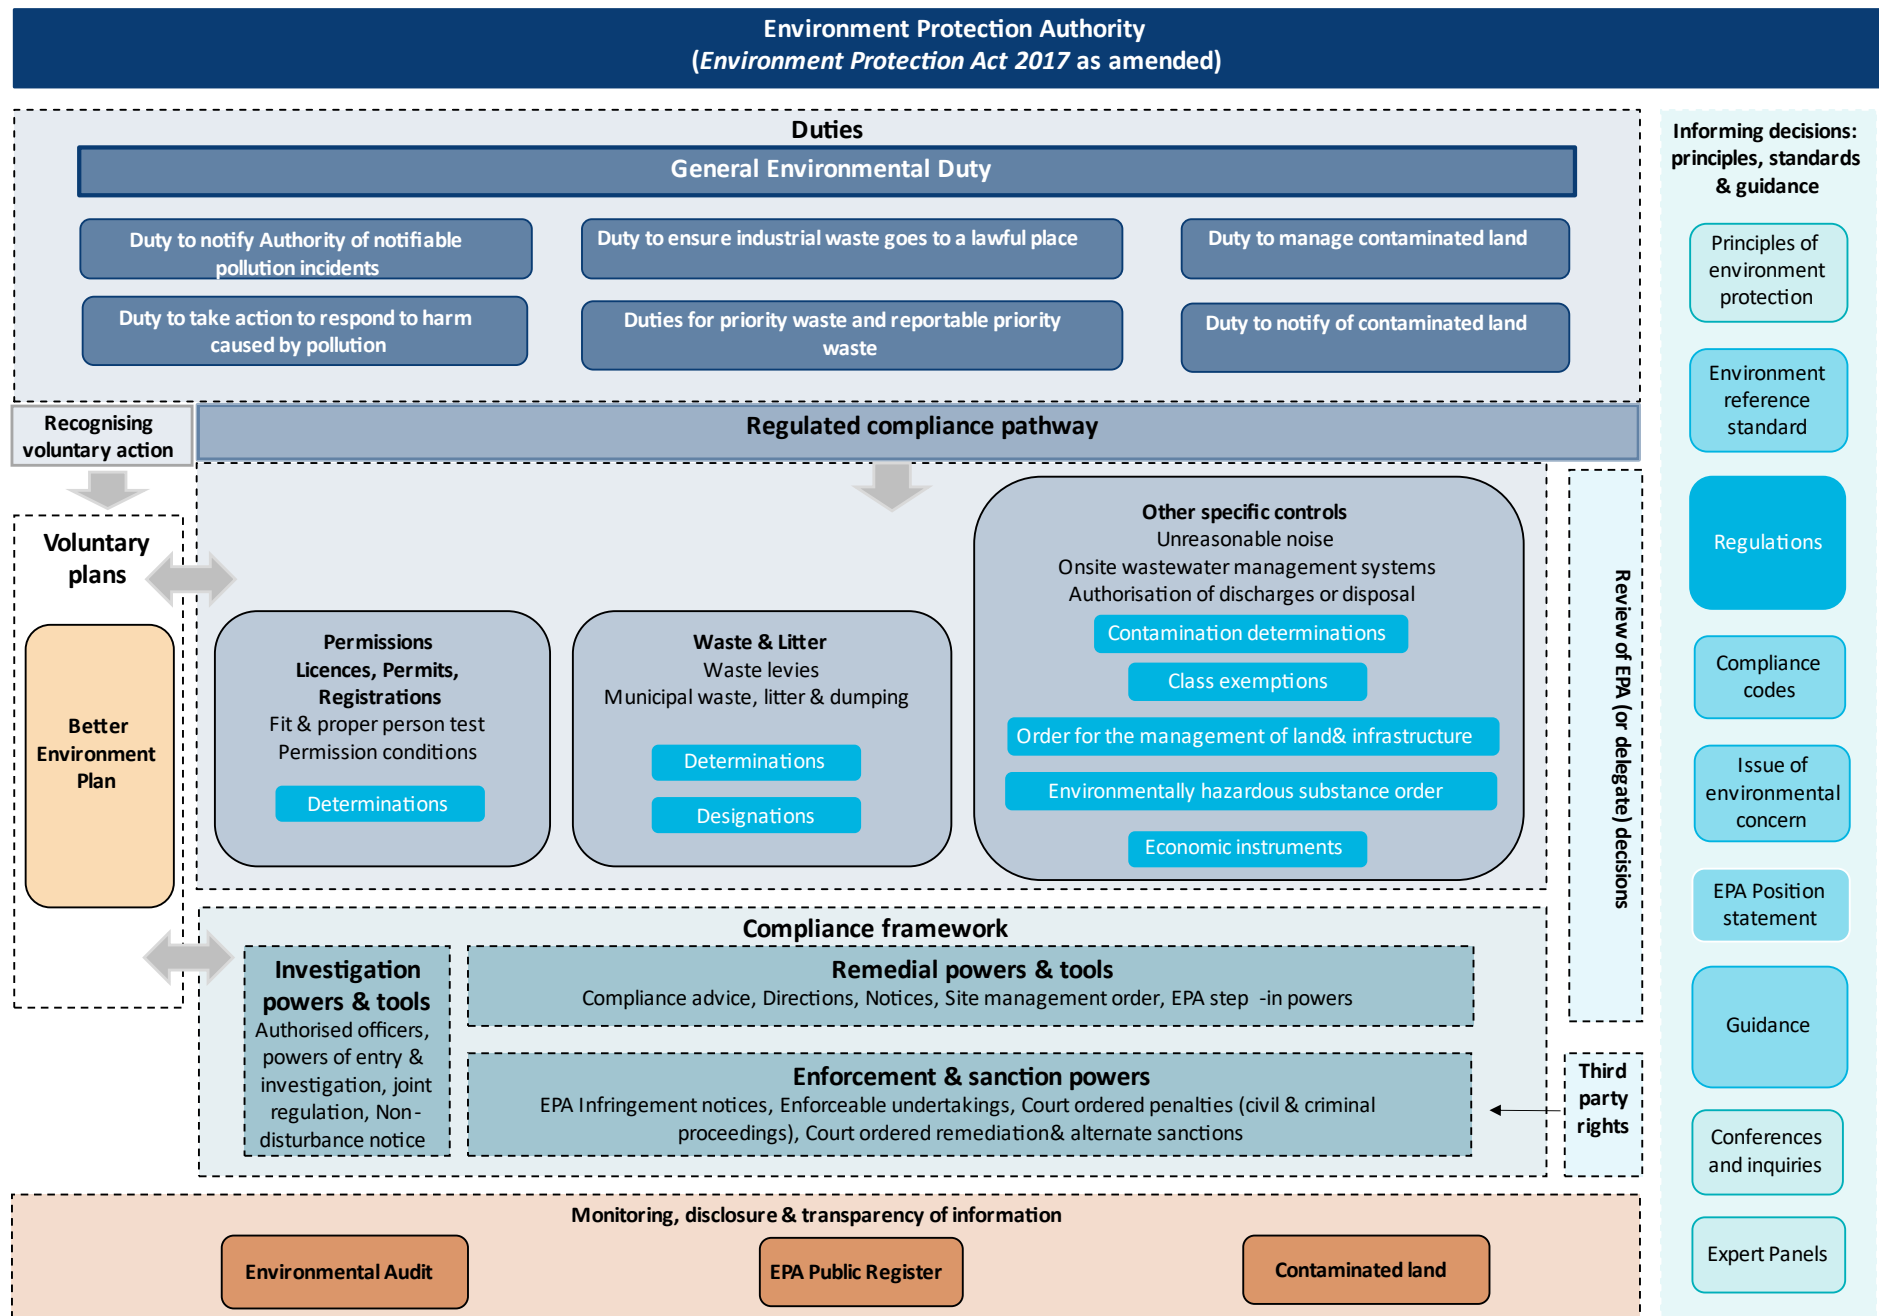 Environment Protection Authority
(Environment Protection Act 2017 as amended)
Duties
General Environmental Duty
Duty to notify Authority of notifiable
pollution incidents
Duty to ensure industrial waste goes to a lawful place
Duty to manage contaminated land
Duty to take action to respond to harm
caused by pollution
Duties for priority waste and reportable priority
waste
Duty to notify of contaminated land
Recognising
voluntary action
Regulated compliance pathway
Voluntary
plans
Better
Environment
Plan
Permissions
Licences, Permits,
Registrations
Fit & proper person test
Permission conditions
Determinations
Waste & Litter
Waste levies
Municipal waste, litter & dumping
Determinations
Designations
Other specific controls
Unreasonable noise
Onsite wastewater management systems
Authorisation of discharges or disposal
Contamination determinations
Class exemptions
Order for the management of land& infrastructure
Environmentally hazardous substance order
Economic instruments
Review of EPA (or delegate) decisions
Compliance framework
Investigation
powers & tools
Authorised officers,
powers of entry &
investigation, joint
regulation, Non-
disturbance notice
Remedial powers & tools
Compliance advice, Directions, Notices, Site management order, EPA step -in powers
Enforcement & sanction powers
EPA Infringement notices, Enforceable undertakings, Court ordered penalties (civil & criminal
proceedings), Court ordered remediation& alternate sanctions
Third
party
rights
Monitoring, disclosure & transparency of information
Environmental Audit
EPA Public Register
Contaminated land
Informing decisions:
principles, standards
& guidance
Principles of
environment
protection
Environment
reference
standard
Regulations
Compliance
codes
Issue of
environmental
concern
EPA Position
statement
Guidance
Conferences
and inquiries
Expert Panels